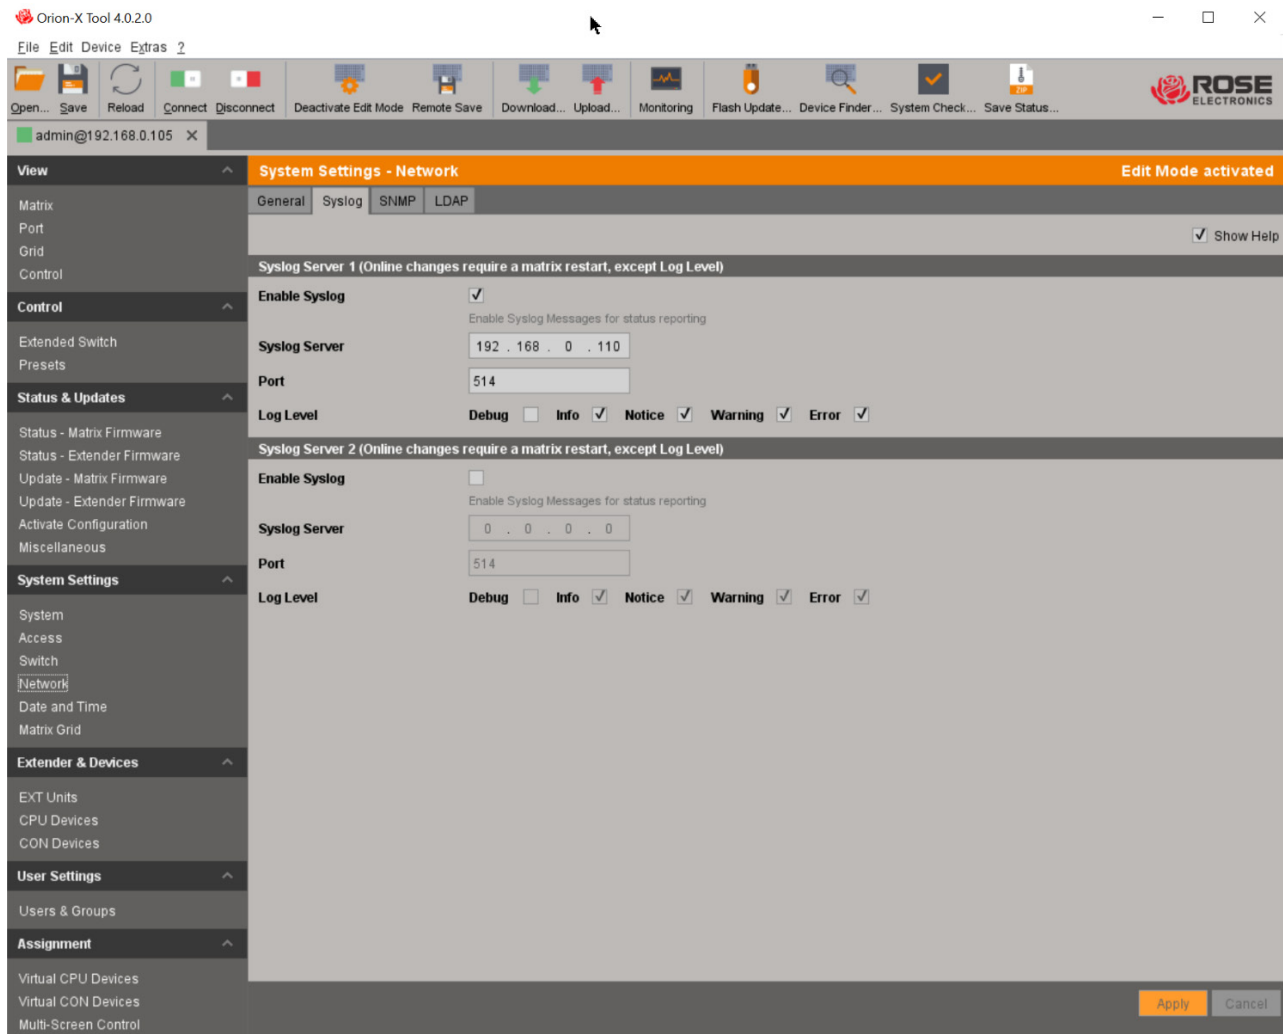 Orion-X Tool 4.0.2.0
File Edit Device Extras ?
Open... Save Reload Connect Disconnect Deactivate Edit Mode Remote Save Download... Upload... Monitoring Flash Update... Device Finder... System Check... Save Status...
ZIP
ROSE
ELECTRONICS
admin@192.168.0.105
View
Matrix
Port
Grid
Control
Control
Extended Switch
Presets
Status & Updates
Status - Matrix Firmware
Status - Extender Firmware
Update - Matrix Firmware
Update - Extender Firmware
Activate Configuration
Miscellaneous
System Settings
System
Access
Switch
Network
Date and Time
Matrix Grid
Extender & Devices
EXT Units
CPU Devices
CON Devices
User Settings
Users & Groups
Assignment
Virtual CPU Devices
Virtual CON Devices
Multi-Screen Control
System Settings - Network Edit Mode activated
General Syslog SNMP LDAP
Show Help
Syslog Server 1 (Online changes require a matrix restart, except Log Level)
Enable Syslog
Enable Syslog Messages for status reporting
Syslog Server 192 . 168 . 0 . 110
Port 514
Log Level Debug Info Notice Warning Error
Syslog Server 2 (Online changes require a matrix restart, except Log Level)
Enable Syslog
Enable Syslog Messages for status reporting
Syslog Server 0 . 0 . 0 . 0
Port 514
Log Level Debug Info Notice Warning Error
Apply Cancel